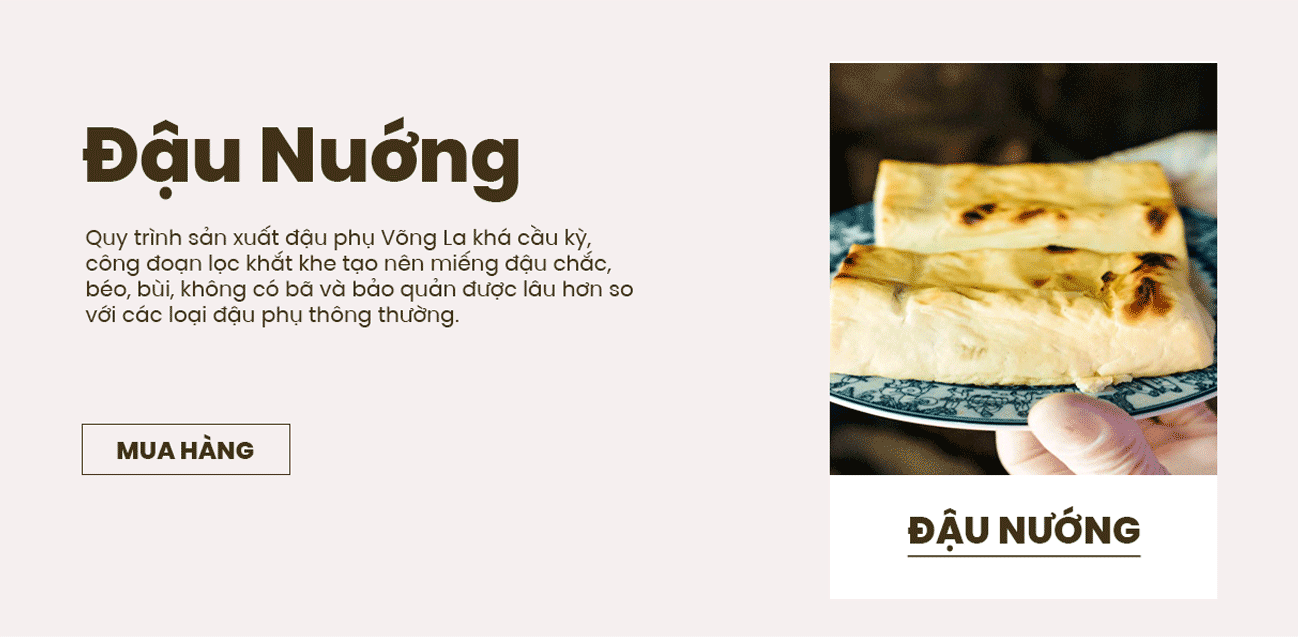 Đậu Nuớng
Quy trình sản xuất đậu phụ Võng La khá cầu kỳ,
công đoạn lọc khắt khe tạo nên miếng đậu chắc,
béo, bùi, không có bã và bảo quản được lâu hơn so
với các loại đậu phụ thông thường.
MUA HÀNG
ĐẬU NƯỚNG